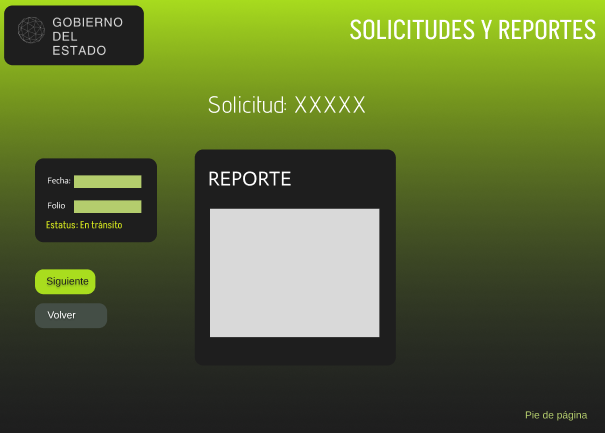 GOBIERNO
DEL
ESTADO
SOLICITUDES Y REPORTES
Solicitud: XXXXX
Fecha:
Folio
Estatus: En tránsito
Siguiente
Volver
REPORTE
Pie de página